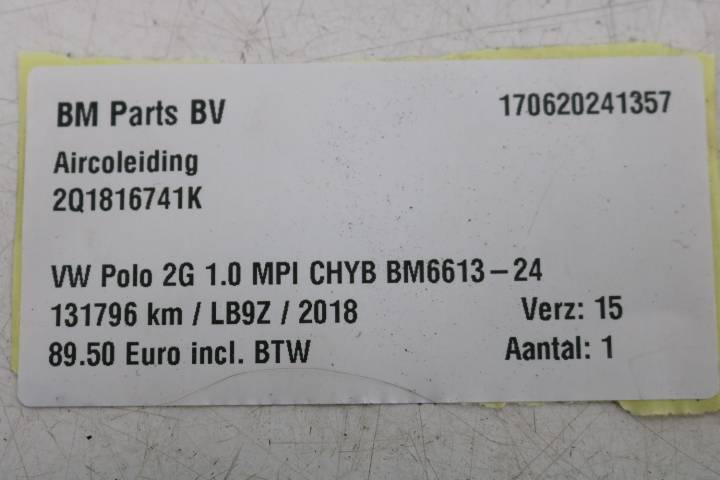 BM Parts BV 170620241357
Aircoleiding
2Q1816741K
VW Polo 2G 1.0 MPI CHYB BM6613-24
131796 km / LB9Z / 2018 Verz: 15
89.50 Euro incl. BTW Aantal: 1